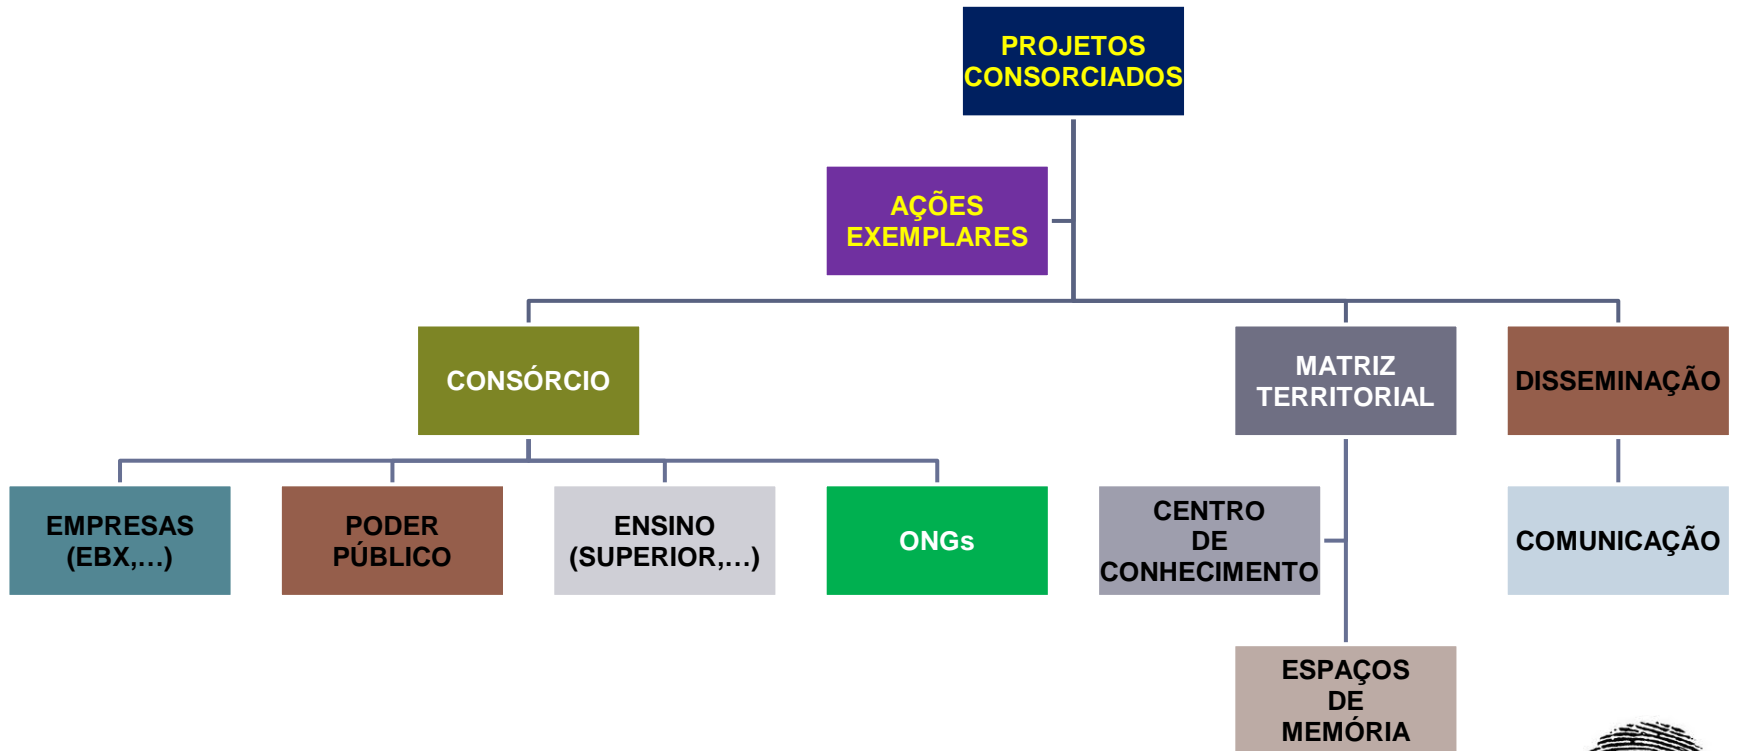 PROJETOS
CONSORCIADOS
AÇÕES
EXEMPLARES
CONSÓRCIO
MATRIZ
TERRITORIAL
DISSEMINAÇÃO
EMPRESAS
(EBX,...)
PODER
PÚBLICO
ENSINO
(SUPERIOR,...)
ONGs
CENTRO
DE
CONHECIMENTO
COMUNICAÇÃO
ESPAÇOS
DE
MEMÓRIA